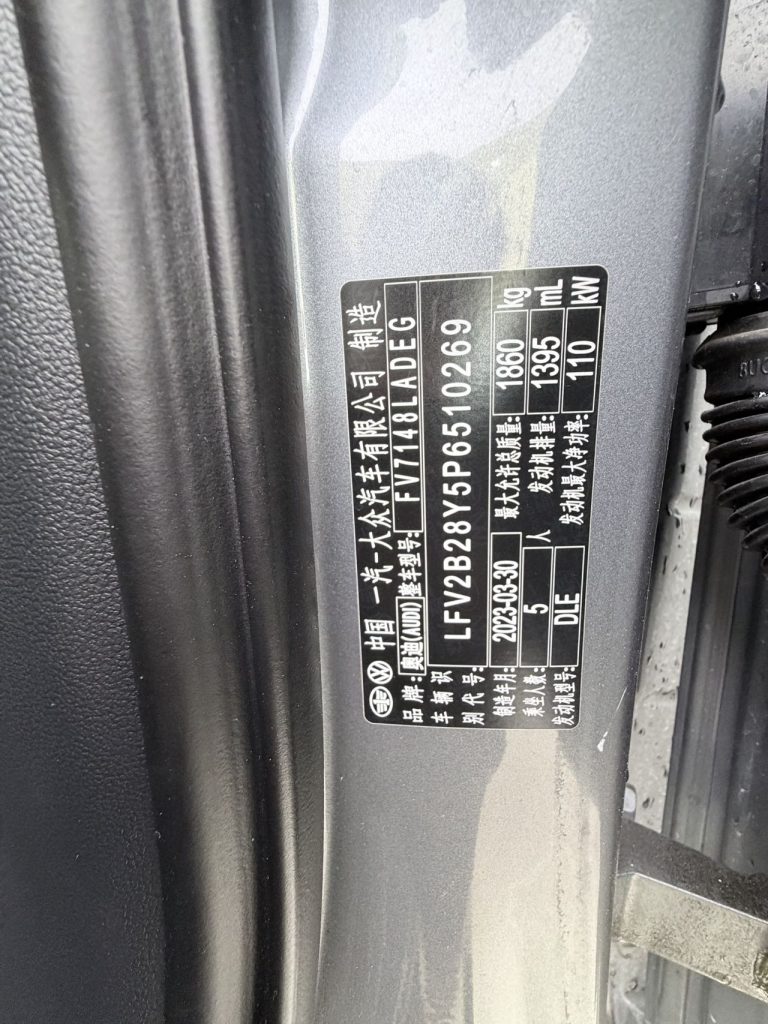 中国 一汽-大众汽车有限公司 制造
品牌: 奥迪(AUDI) 整车型号: FV7148LADEG
车辆识别代号: LFV2B28Y5P6510269
制造年月: 2023-03-30 最大允许总质量: 1860 kg
乘坐人数: 5 人 发动机排量: 1395 mL
发动机型号: DLE 发动机最大净功率: 110 kW